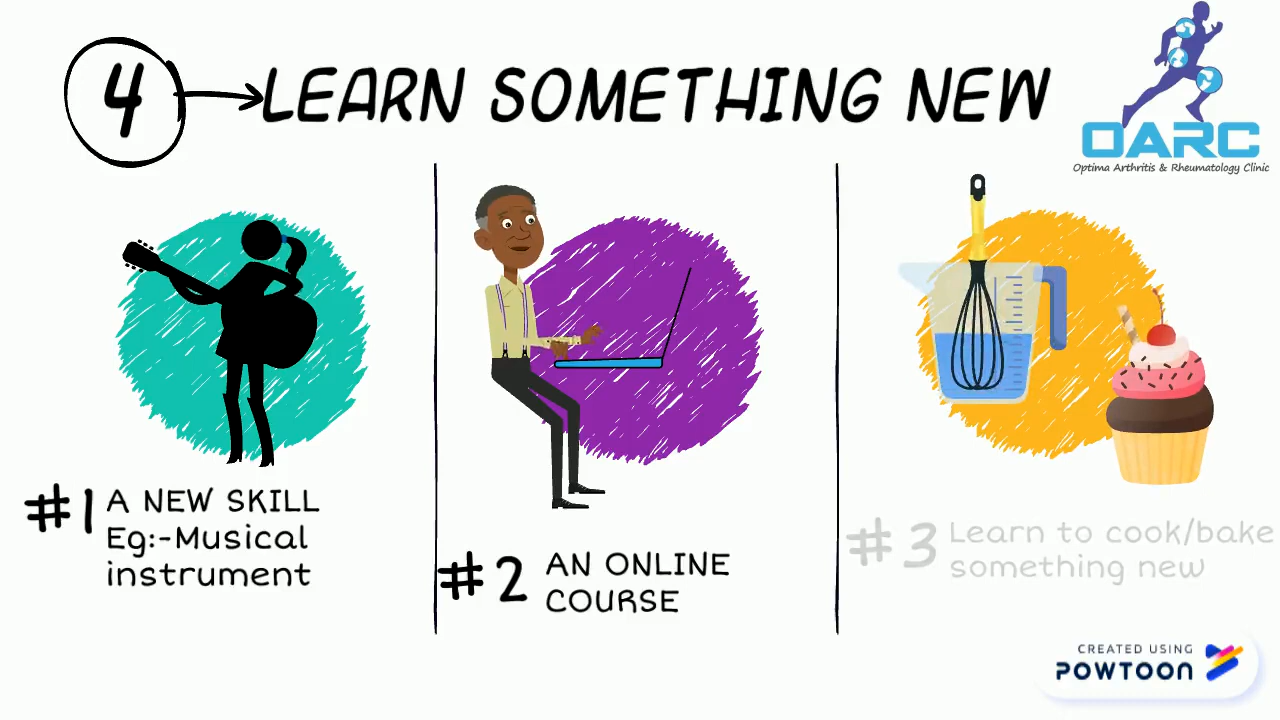 4 LEARN SOMETHING NEW
OARC
Optima Arthritis & Rheumatology Clinic
#1 A NEW SKILL
Eg:-Musical
instrument
#2 AN ONLINE
COURSE
#3 Learn to cook/bake
something new
CREATED USING
POWTOON